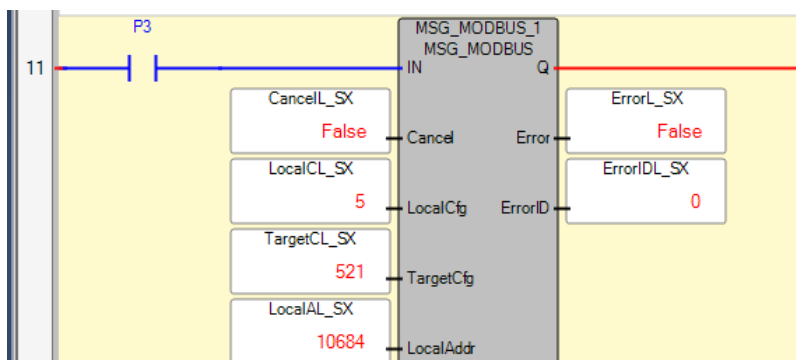 P3
MSG_MODBUS_1
MSG_MODBUS
11
IN Q
CancelL_SX
False
Cancel
ErrorL_SX
False
Error
LocalCL_SX
5
LocalCfg
ErrorIDL_SX
0
ErrorID
TargetCL_SX
521
TargetCfg
LocalAL_SX
10684
LocalAddr